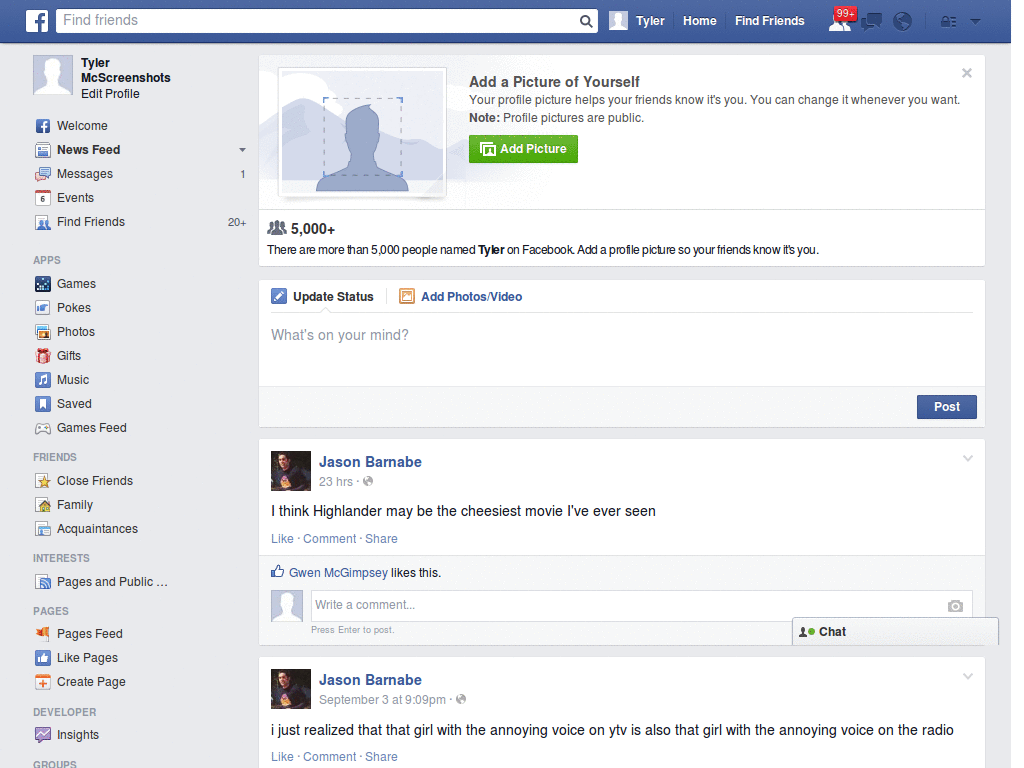 Find friends
Tyler Home Find Friends 99+
Tyler
McScreenshots
Edit Profile
Welcome
News Feed
Messages 1
6 Events
Find Friends 20+
APPS
Games
Pokes
Photos
Gifts
Music
Saved
Games Feed
FRIENDS
Close Friends
Family
Acquaintances
INTERESTS
Pages and Public ...
PAGES
Pages Feed
Like Pages
Create Page
DEVELOPER
Insights
GROUPS
Add a Picture of Yourself
Your profile picture helps your friends know it's you. You can change it whenever you want.
Note: Profile pictures are public.
Add Picture
5,000+
There are more than 5,000 people named Tyler on Facebook. Add a profile picture so your friends know it's you.
Update Status Add Photos/Video
What's on your mind?
Post
Jason Barnabe
23 hrs ·
I think Highlander may be the cheesiest movie I've ever seen
Like · Comment · Share
Gwen McGimpsey likes this.
Write a comment...
Press Enter to post.
Chat
Jason Barnabe
September 3 at 9:09pm ·
i just realized that that girl with the annoying voice on ytv is also that girl with the annoying voice on the radio
Like · Comment · Share